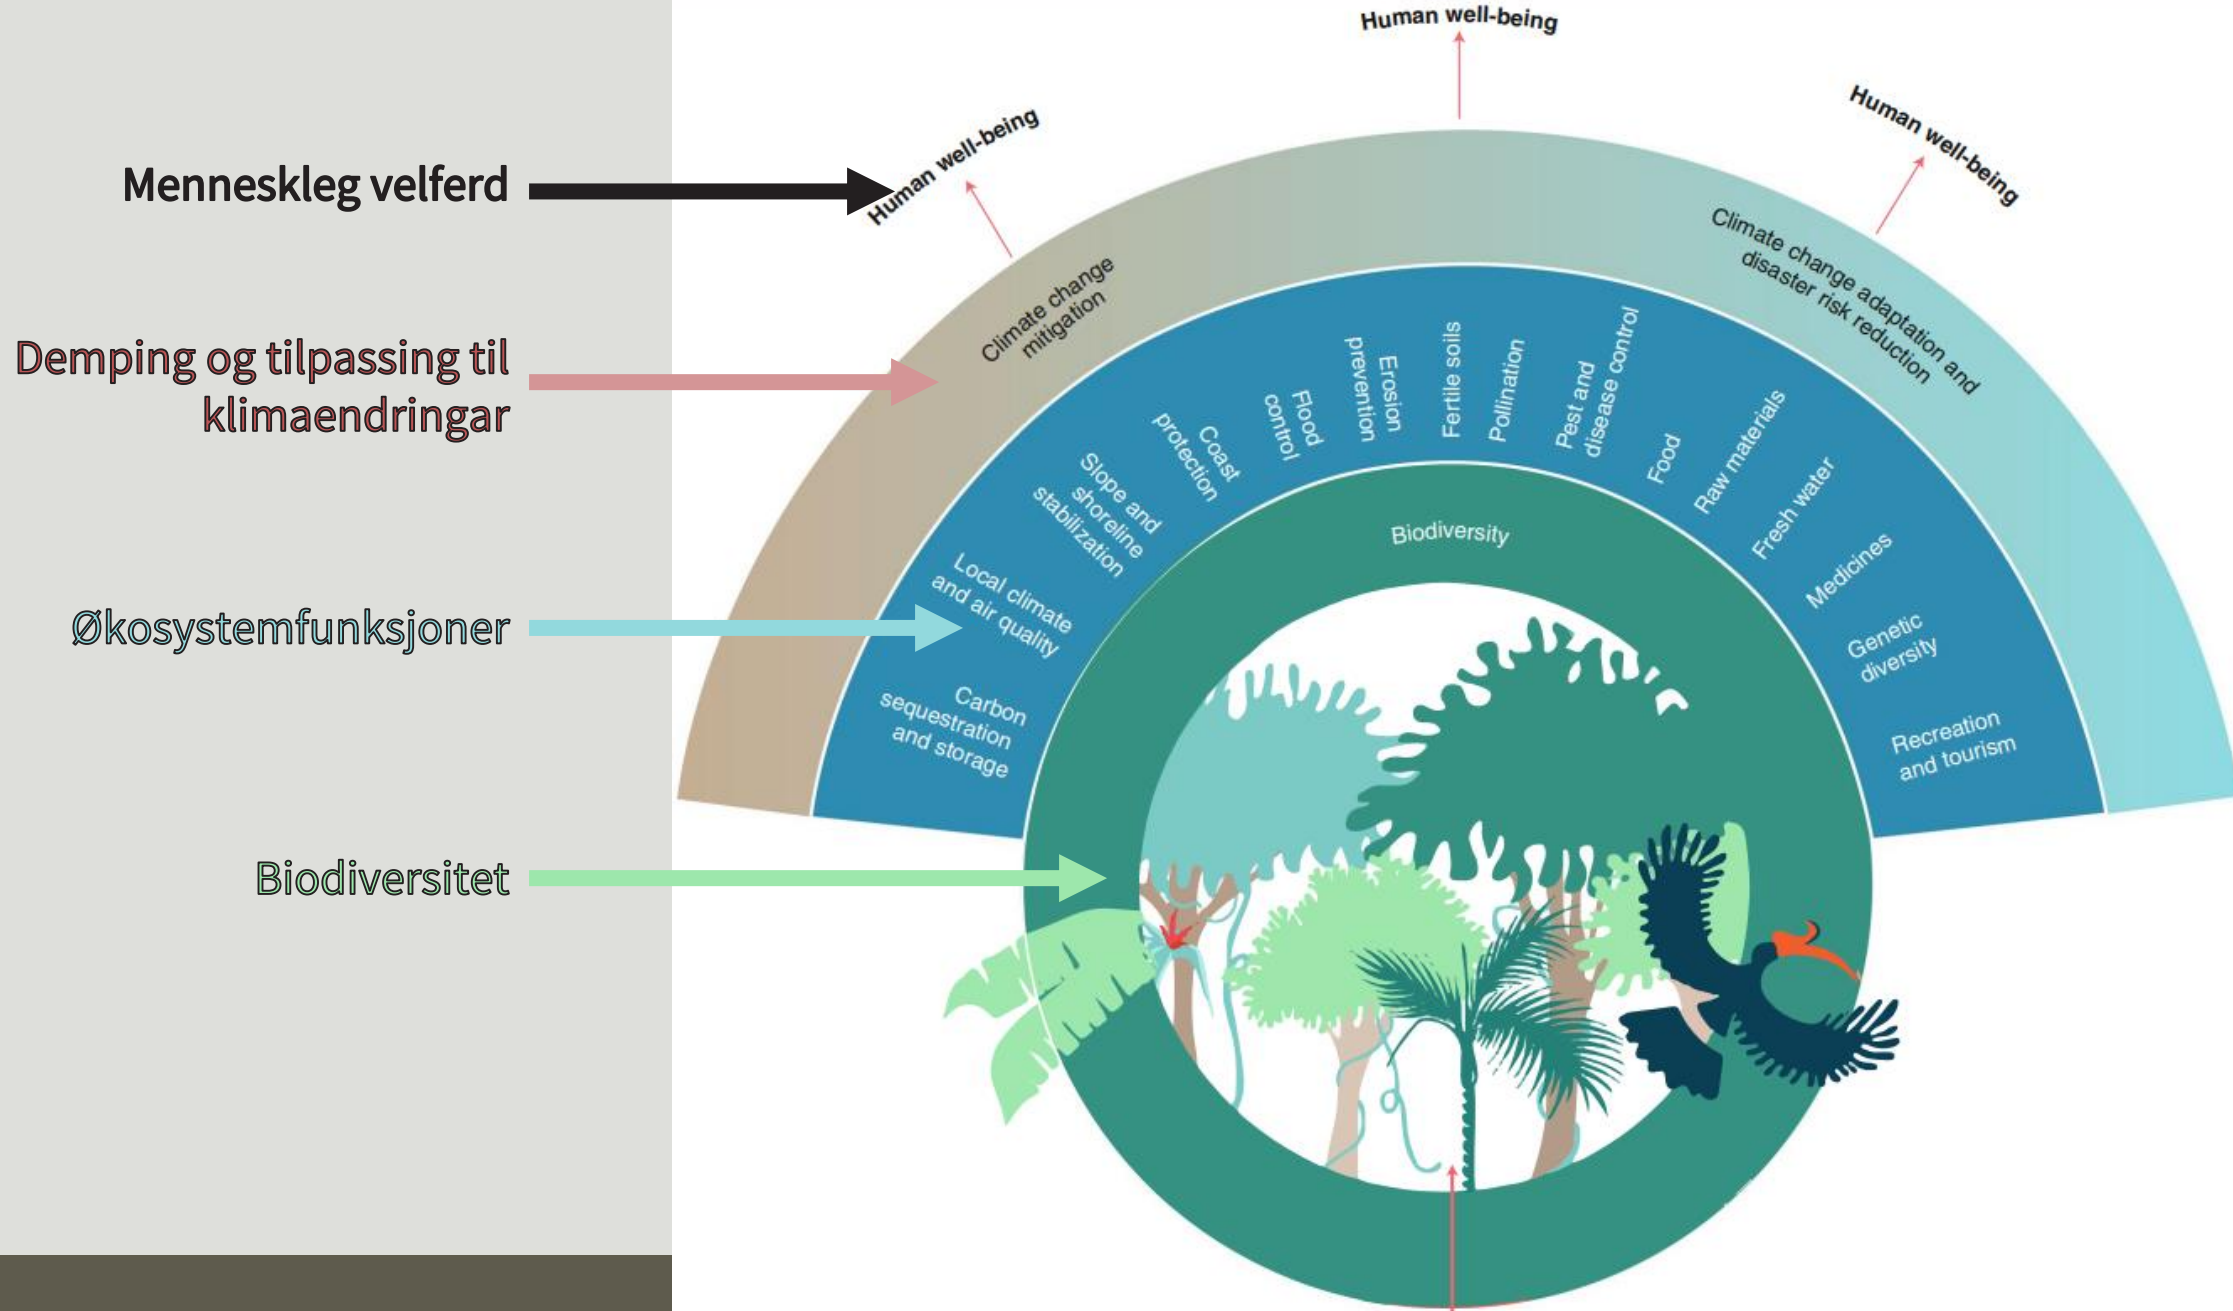 Menneskleg velferd
Demping og tilpassing til
klimaendringar
Økosystemfunksjoner
Biodiversitet
Human well-being
Human well-being
Human well-being
Climate change
mitigation
Climate change adaptation and
disaster risk reduction
Carbon
sequestration
and storage
Local climate
and air quality
Slope and
shoreline
stabilization
Coast
protection
Flood
control
Erosion
prevention
Fertile soils
Pollination
Pest and
disease control
Food
Raw materials
Fresh water
Medicines
Genetic
diversity
Recreation
and tourism
Biodiversity